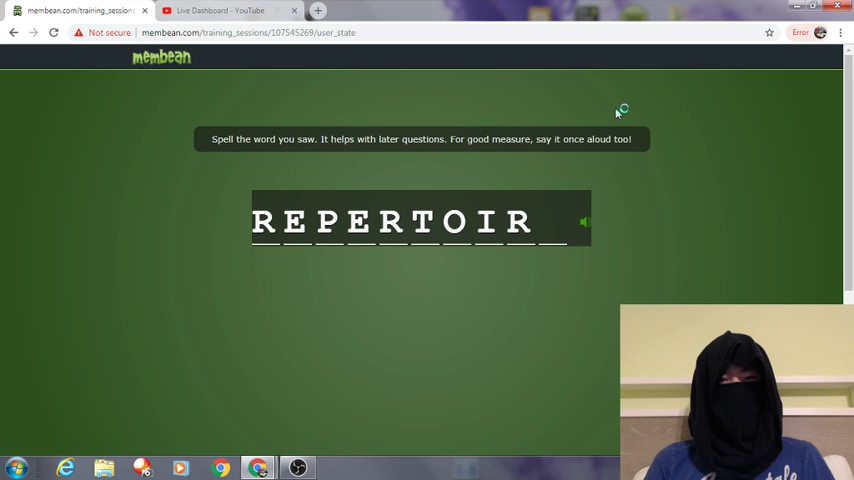 membean.com/training_sessions
Live Dashboard - YouTube
Not secure
membean.com/training_sessions/107545269/user_state
Error
membean
Spell the word you saw. It helps with later questions. For good measure, say it once aloud too!
REPERTOIR